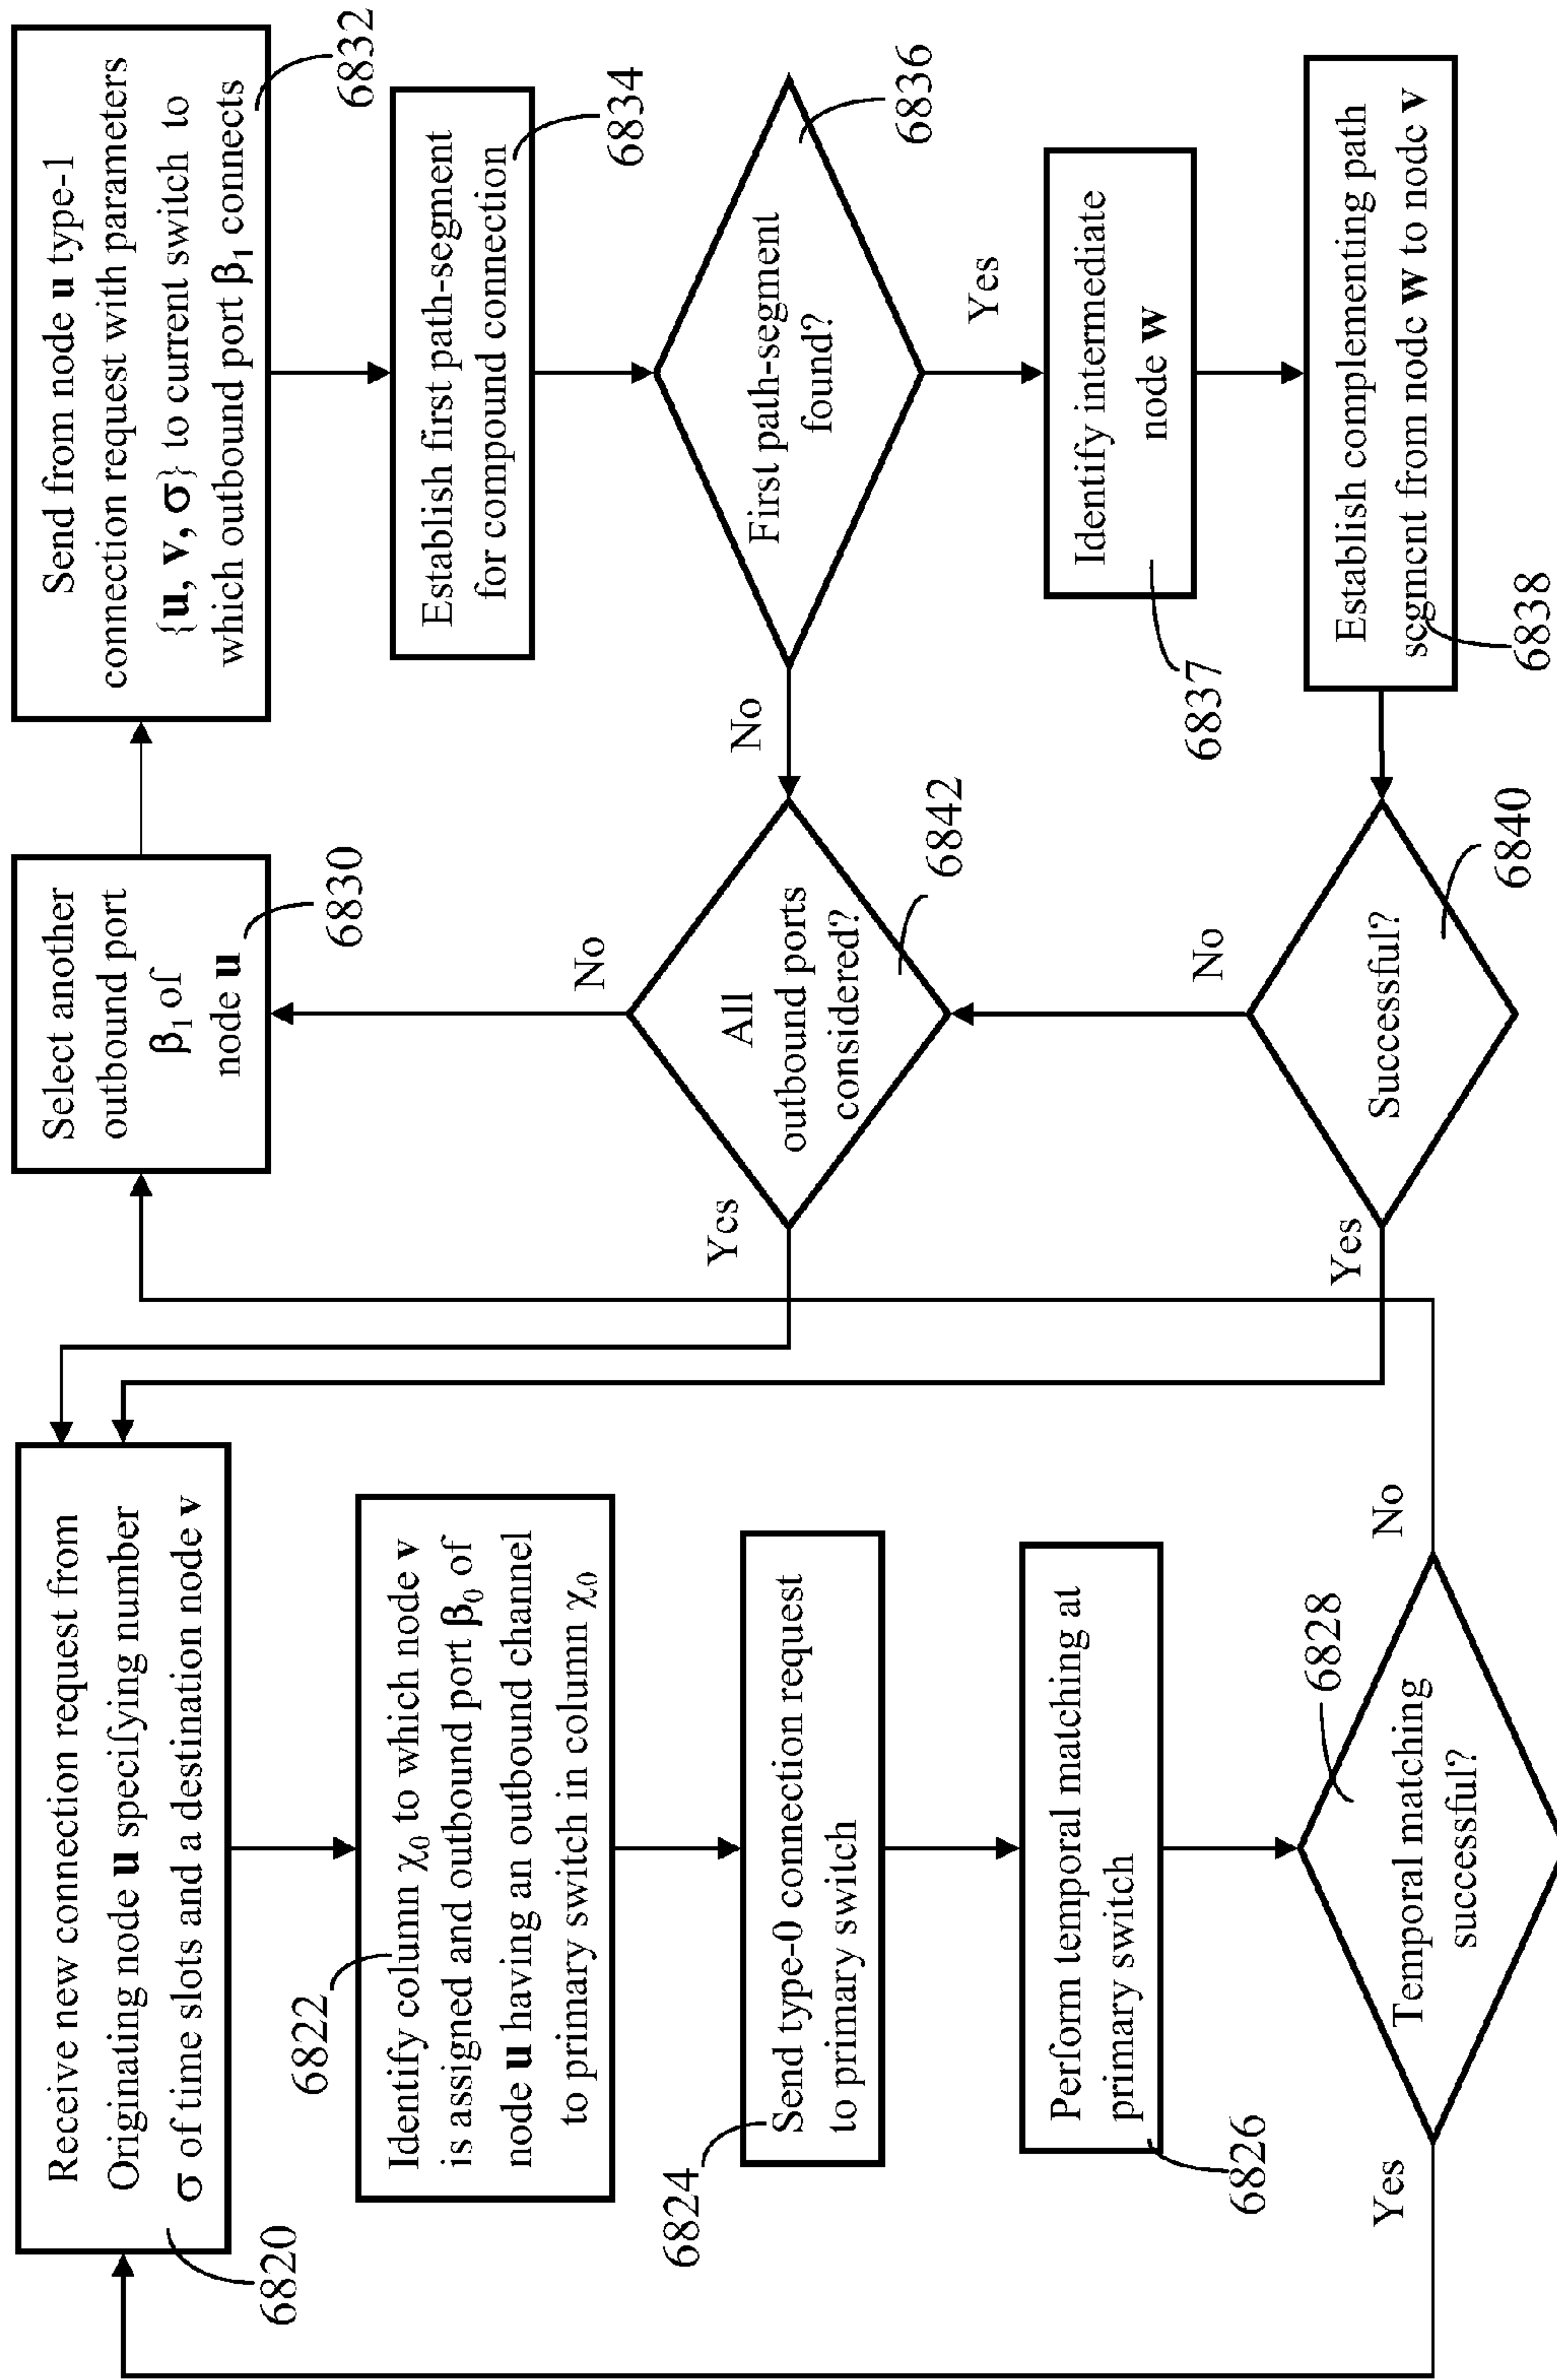 Receive new connection request from
Originating node u specifying number
σ of time slots and a destination node v
6820
Identify column χ₀ to which node v
is assigned and outbound port β₀ of
node u having an outbound channel
to primary switch in column χ₀
6822
Send type-0 connection request
to primary switch
6824
Perform temporal matching at
primary switch
6826
Temporal matching
successful?
6828
Yes
No
Select another
outbound port
β₁ of
node u
6830
Send from node u type-1
connection request with parameters
{u, v, σ} to current switch to
which outbound port β₁ connects
6832
Establish first path-segment
for compound connection
6834
First path-segment
found?
6836
No
Yes
All
outbound ports
considered?
6842
No
Yes
Identify intermediate
node w
6837
Establish complementing path
segment from node w to node v
6838
Successful?
6840
No
Yes